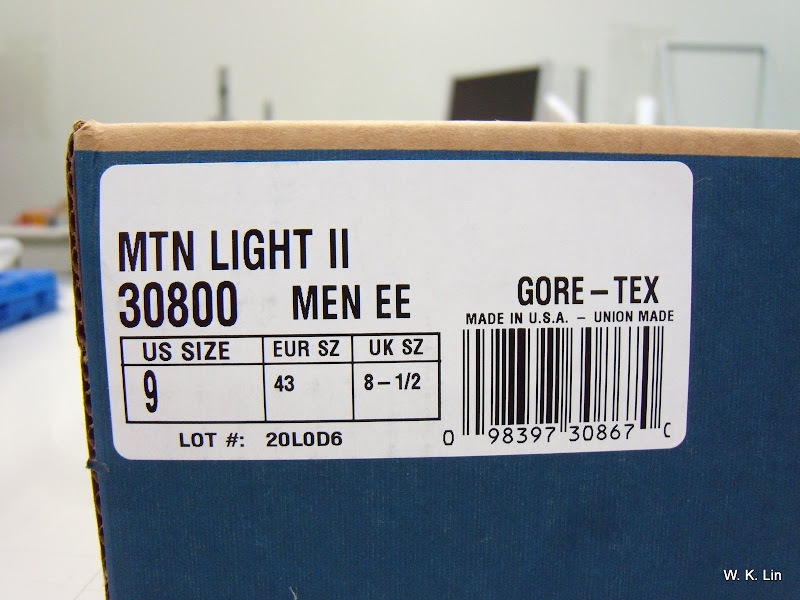 MTN LIGHT II
30800 MEN EE
GORE-TEX
MADE IN U.S.A. - UNION MADE
US SIZE EUR SZ UK SZ
9 43 8-1/2
LOT #: 20L0D6
0 98397 30867
W. K. Lin